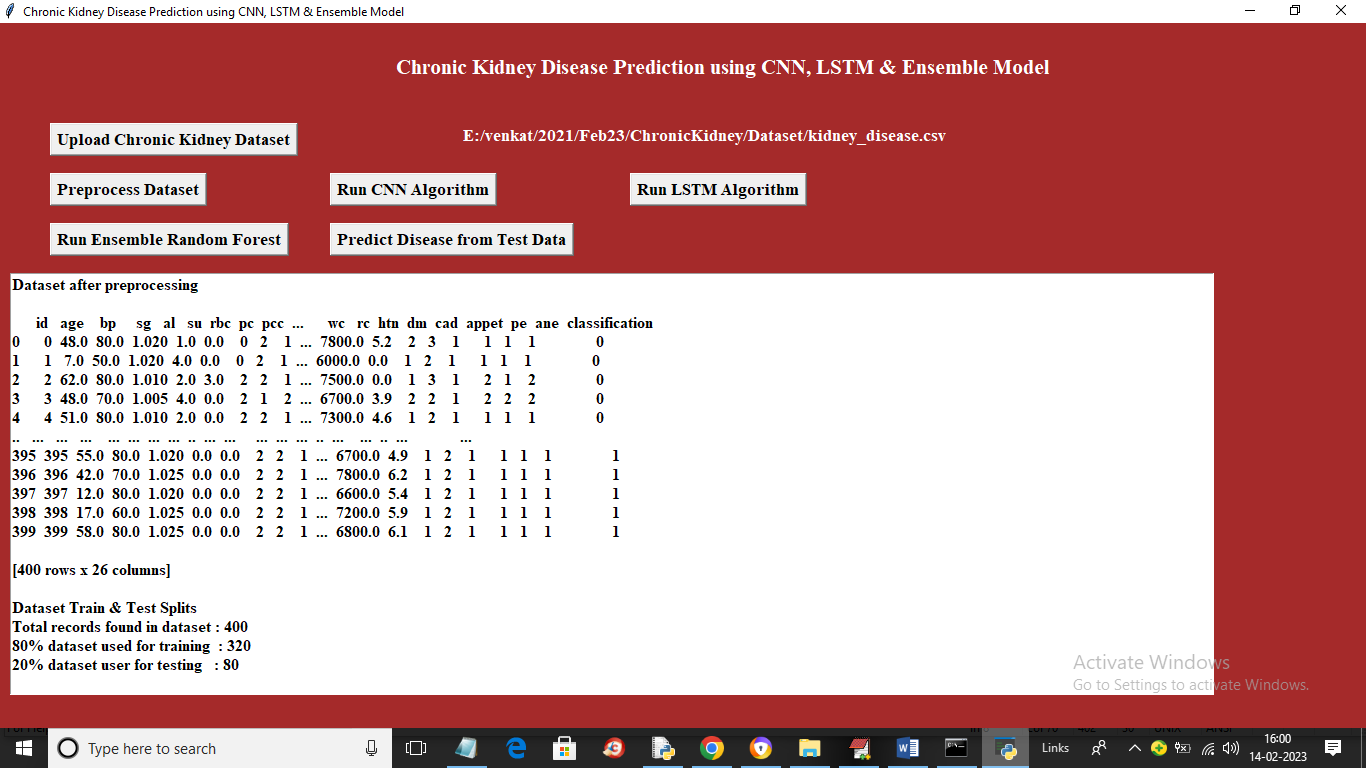 Chronic Kidney Disease Prediction using CNN, LSTM & Ensemble Model
Chronic Kidney Disease Prediction using CNN, LSTM & Ensemble Model
Upload Chronic Kidney Dataset
E:/venkat/2021/Feb23/ChronicKidney/Dataset/kidney_disease.csv
Preprocess Dataset
Run CNN Algorithm
Run LSTM Algorithm
Run Ensemble Random Forest
Predict Disease from Test Data
Dataset after preprocessing
id age bp sg al su rbc pc pcc ... wc rc htn dm cad appet pe ane classification
0 0 48.0 80.0 1.020 1.0 0.0 0 2 1 ... 7800.0 5.2 2 3 1 1 1 1 0
1 1 7.0 50.0 1.020 4.0 0.0 0 2 1 ... 6000.0 0.0 1 2 1 1 1 1 0
2 2 62.0 80.0 1.010 2.0 3.0 2 2 1 ... 7500.0 0.0 1 3 1 2 1 2 0
3 3 48.0 70.0 1.005 4.0 0.0 2 1 2 ... 6700.0 3.9 2 2 1 2 2 2 0
4 4 51.0 80.0 1.010 2.0 0.0 2 2 1 ... 7300.0 4.6 1 2 1 1 1 1 0
.. ... ... ... ... ... ... ... .. ... ... ... ... ... .. ... ... .. ... ...
395 395 55.0 80.0 1.020 0.0 0.0 2 2 1 ... 6700.0 4.9 1 2 1 1 1 1 1
396 396 42.0 70.0 1.025 0.0 0.0 2 2 1 ... 7800.0 6.2 1 2 1 1 1 1 1
397 397 12.0 80.0 1.020 0.0 0.0 2 2 1 ... 6600.0 5.4 1 2 1 1 1 1 1
398 398 17.0 60.0 1.025 0.0 0.0 2 2 1 ... 7200.0 5.9 1 2 1 1 1 1 1
399 399 58.0 80.0 1.025 0.0 0.0 2 2 1 ... 6800.0 6.1 1 2 1 1 1 1 1
[400 rows x 26 columns]
Dataset Train & Test Splits
Total records found in dataset : 400
80% dataset used for training : 320
20% dataset user for testing : 80
Activate Windows
Go to Settings to activate Windows.
Type here to search
Links
16:00
14-02-2023